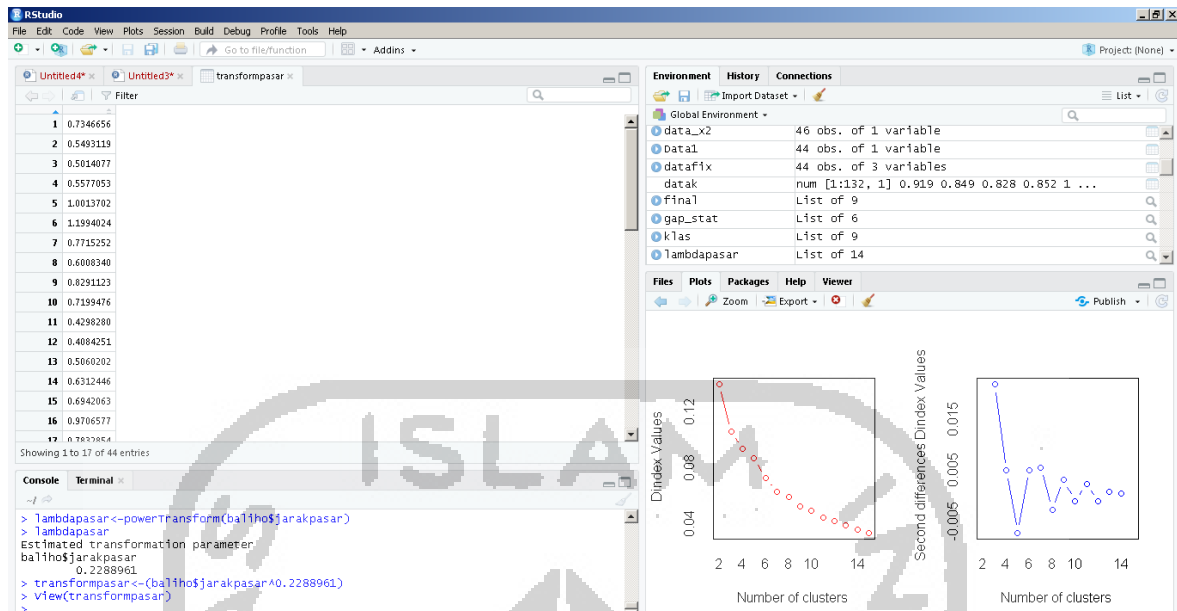 RStudio
File Edit Code View Plots Session Build Debug Profile Tools Help
Go to file/function
Addins
Project: (None)
Untitled4*
Untitled3*
transformpasar
Filter
1 0.7346656
2 0.5493119
3 0.5014077
4 0.5577053
5 1.0013702
6 1.1994024
7 0.7715252
8 0.6008340
9 0.8291123
10 0.7199476
11 0.4298280
12 0.4084251
13 0.5060202
14 0.6312446
15 0.6942063
16 0.9706577
17 0.7832854
Showing 1 to 17 of 44 entries
Console Terminal
~/
> lambdapasar<-powerTransform(baliho$jarakpasar)
> lambdapasar
Estimated transformation parameter
baliho$jarakpasar
0.2288961
> transformpasar<-(baliho$jarakpasar^0.2288961)
> View(transformpasar)
>
Environment History Connections
Import Dataset
List
Global Environment
data_x2 46 obs. of 1 variable
Data1 44 obs. of 1 variable
datafix 44 obs. of 3 variables
datak num [1:132, 1] 0.919 0.849 0.828 0.852 1 ...
final List of 9
gap_stat List of 6
klas List of 9
lambdapasar List of 14
Files Plots Packages Help Viewer
Zoom Export Publish
Dindex Values
0.04 0.08 0.12
2 4 6 8 10 14
Number of clusters
Second differences Dindex Values
-0.005 0.005 0.015
2 4 6 8 10 14
Number of clusters
ISLAM